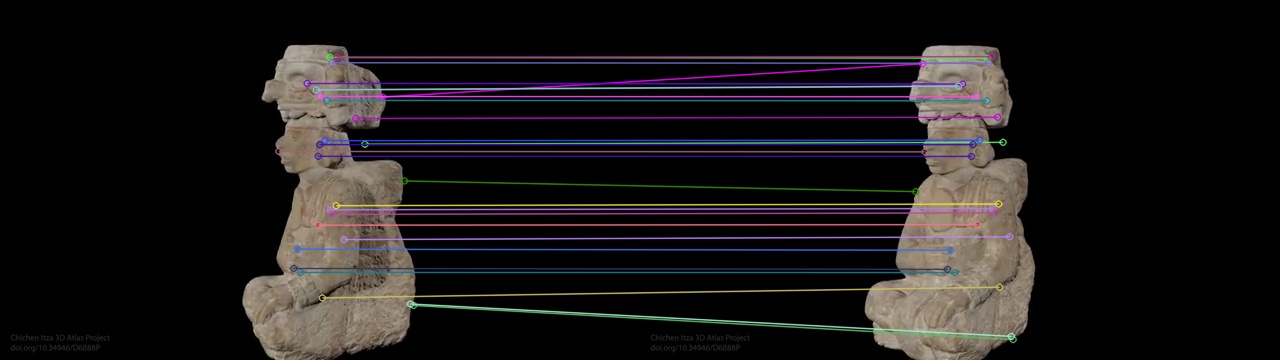 Chichen Itza 3D Atlas Project
doi.org/10.34946/D6B88P
Chichen Itza 3D Atlas Project
doi.org/10.34946/D6B88P